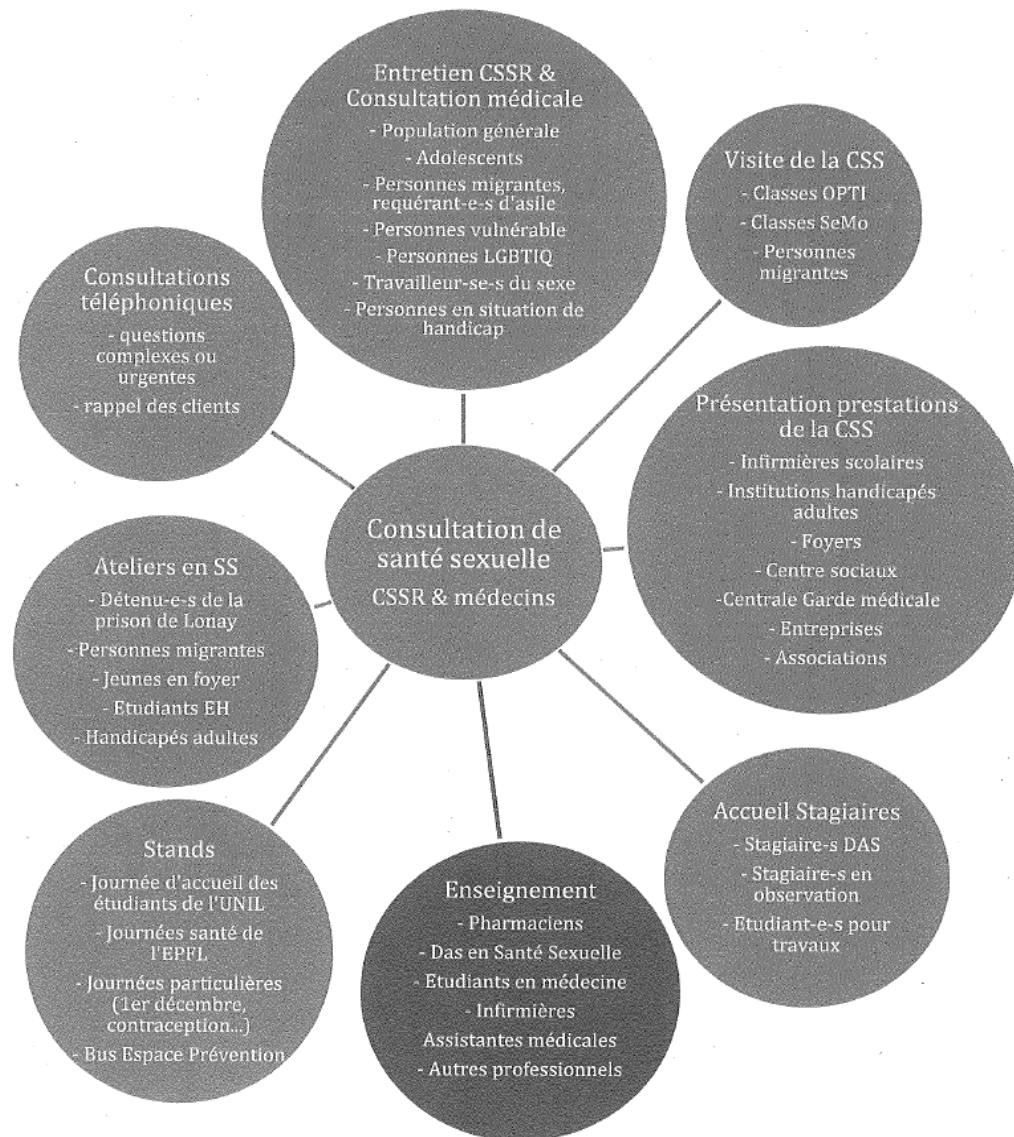 Entretien CSSR &
Consultation médicale
- Population générale
- Adolescents
- Personnes migrantes,
requérant-e-s d'asile
- Personnes vulnérable
- Personnes LGBTIQ
- Travailleur-se-s du sexe
- Personnes en situation de
handicap
Visite de la CSS
- Classes OPTI
- Classes SeMo
- Personnes
migrantes
Consultations
téléphoniques
- questions
complexes ou
urgentes
- rappel des clients
Présentation prestations
de la CSS
- Infirmières scolaires
- Institutions handicapés
adultes
- Foyers
- Centre sociaux
-Centrale Garde médicale
- Entreprises
- Associations
Consultation de
santé sexuelle
CSSR & médecins
Ateliers en SS
- Détenu-e-s de la
prison de Lonay
- Personnes migrantes
- Jeunes en foyer
- Etudiants EH
- Handicapés adultes
Accueil Stagiaires
- Stagiaire-s DAS
- Stagiaire-s en
observation
- Etudiant-e-s pour
travaux
Stands
- Journée d'accueil des
étudiants de l'UNIL
- Journées santé de
l'EPFL
- Journées particulières
(1er décembre,
contraception...)
- Bus Espace Prévention
Enseignement
- Pharmaciens
- Das en Santé Sexuelle
- Etudiants en médecine
- Infirmières
Assistantes médicales
- Autres professionnels